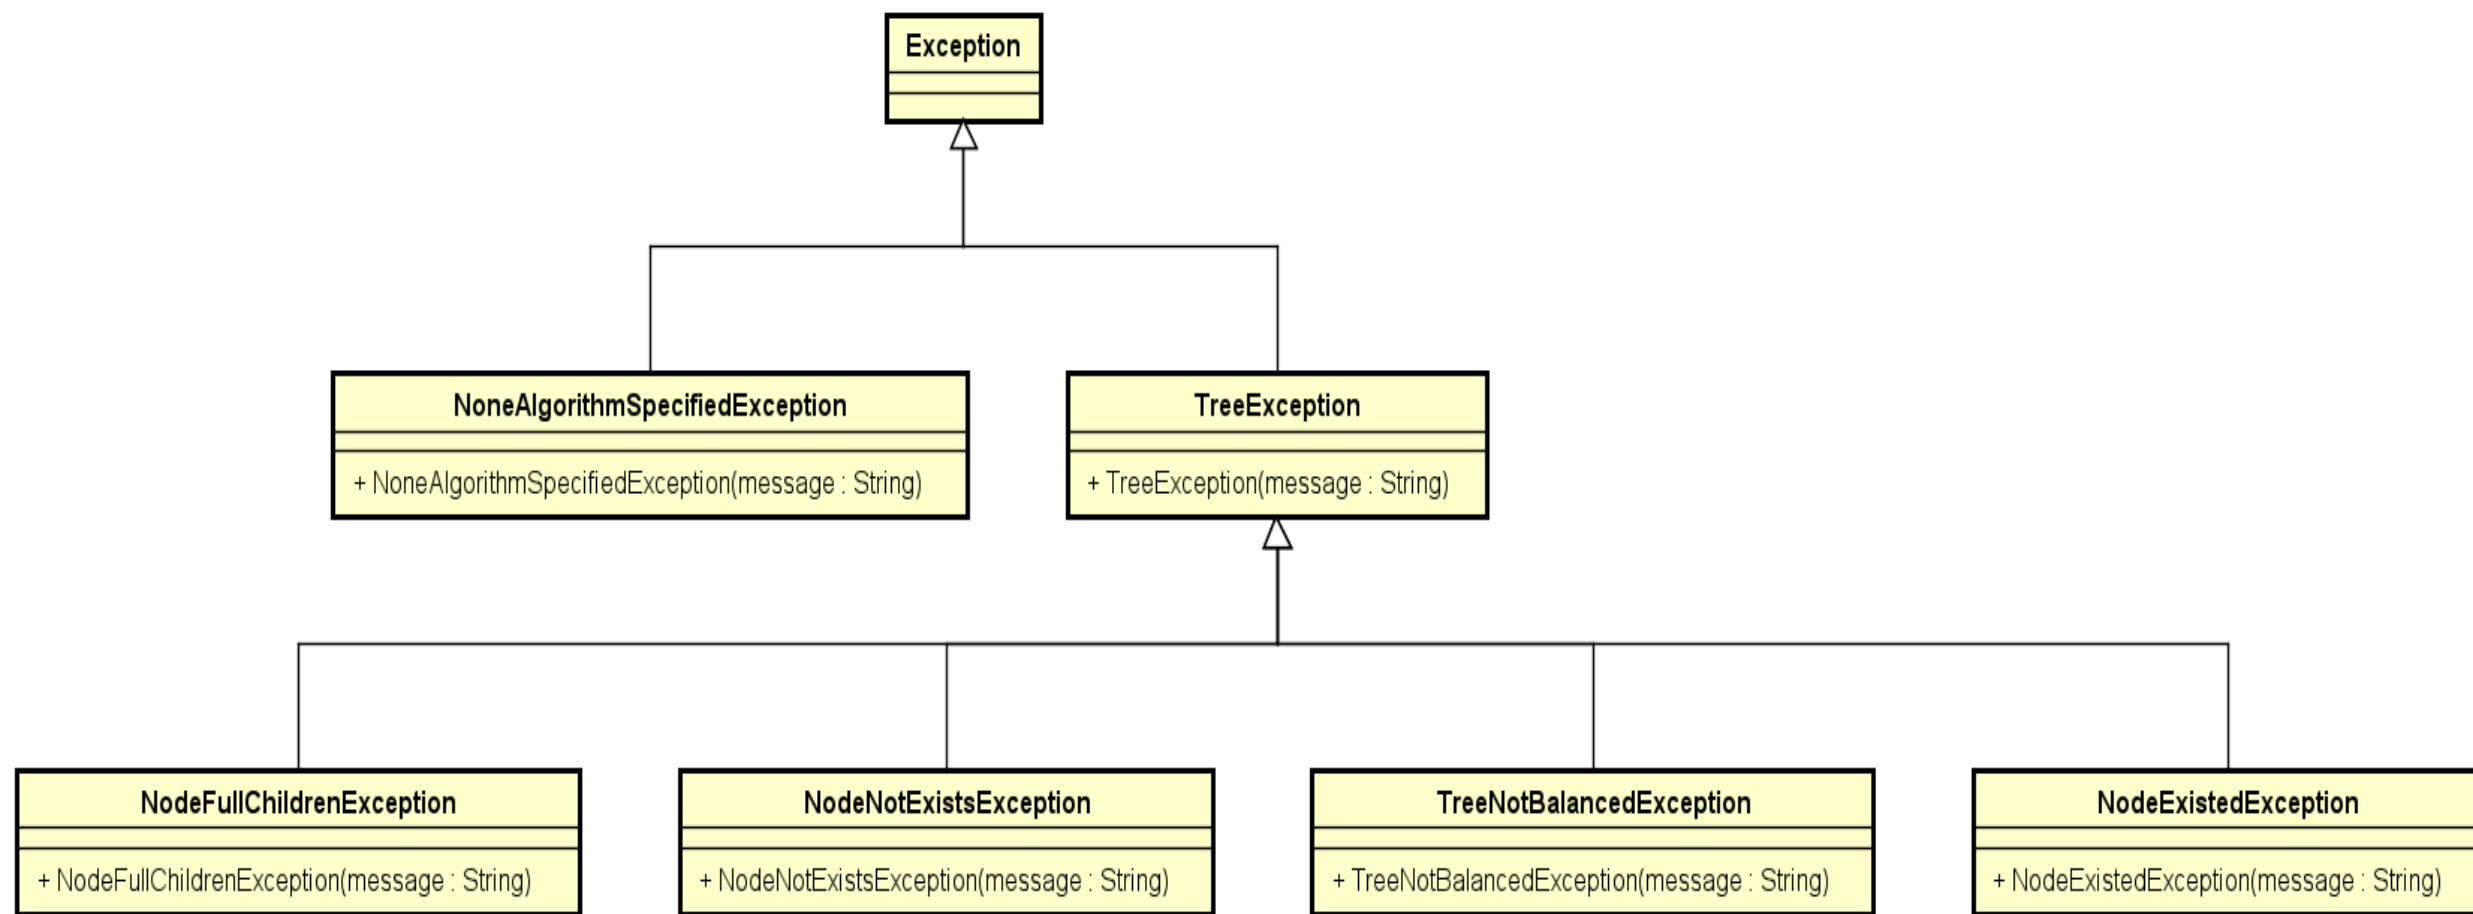 Exception
NoneAlgorithmSpecifiedException
+ NoneAlgorithmSpecifiedException(message : String)
TreeException
+ TreeException(message : String)
NodeFullChildrenException
+ NodeFullChildrenException(message : String)
NodeNotExistsException
+ NodeNotExistsException(message : String)
TreeNotBalancedException
+ TreeNotBalancedException(message : String)
NodeExistedException
+ NodeExistedException(message : String)